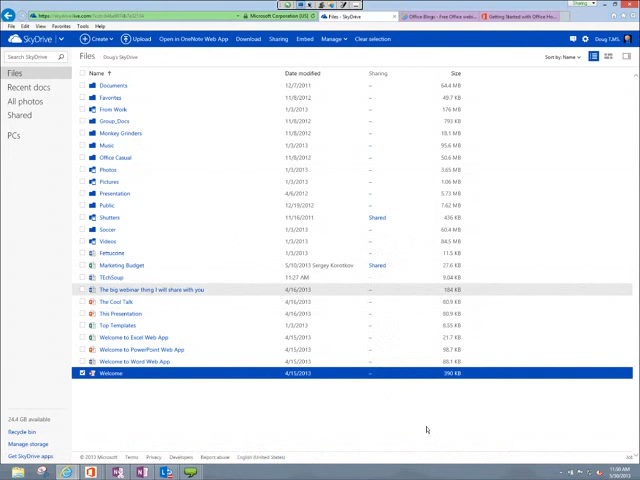 Microsoft Corporation [US]
Files - SkyDrive
Office Blogs - Free Office web...
Getting Started with Office Ho...
File Edit View Favorites Tools Help
SkyDrive
Create
Upload
Open in OneNote Web App
Download
Sharing
Embed
Manage
Clear selection
Doug T.MS...
Search SkyDrive
Files
Doug's SkyDrive
Sort by: Name
Files
Recent docs
All photos
Shared
PCs
Name Date modified Sharing Size
Documents 12/7/2011 – 64.4 MB
Favorites 11/8/2012 – 49.7 KB
From Work 1/3/2013 – 176 MB
Group_Docs 11/8/2012 – 793 KB
Monkey Grinders 11/8/2012 – 18.1 MB
Music 1/3/2013 – 95.6 MB
Office Casual 11/8/2012 – 50.6 MB
Photos 1/3/2013 – 3.65 MB
Pictures 1/3/2013 – 1.06 MB
Presentation 4/6/2012 – 5.73 MB
Public 12/19/2012 – 7.62 MB
Shutters 11/16/2011 Shared 436 KB
Soccer 1/3/2013 – 60.4 MB
Videos 1/3/2013 – 84.5 MB
Fettuccine 1/3/2013 – 11.5 KB
Marketing Budget 5/10/2013 Sergey Korotkov Shared 27.6 KB
TEchSoup 11:27 AM – 9.04 KB
The big webinar thing I will share with you 4/16/2013 – 184 KB
The Cool Talk 4/16/2013 – 80.9 KB
This Presentation 4/16/2013 – 80.9 KB
Top Templates 1/3/2013 – 8.55 KB
Welcome to Excel Web App 4/15/2013 – 21.7 KB
Welcome to PowerPoint Web App 4/15/2013 – 98.7 KB
Welcome to Word Web App 4/15/2013 – 88.1 KB
Welcome 4/15/2013 – 390 KB
24.4 GB available
Recycle bin
Manage storage
Get SkyDrive apps
© 2013 Microsoft Terms Privacy Developers Report abuse English (United States)
5/30/2013